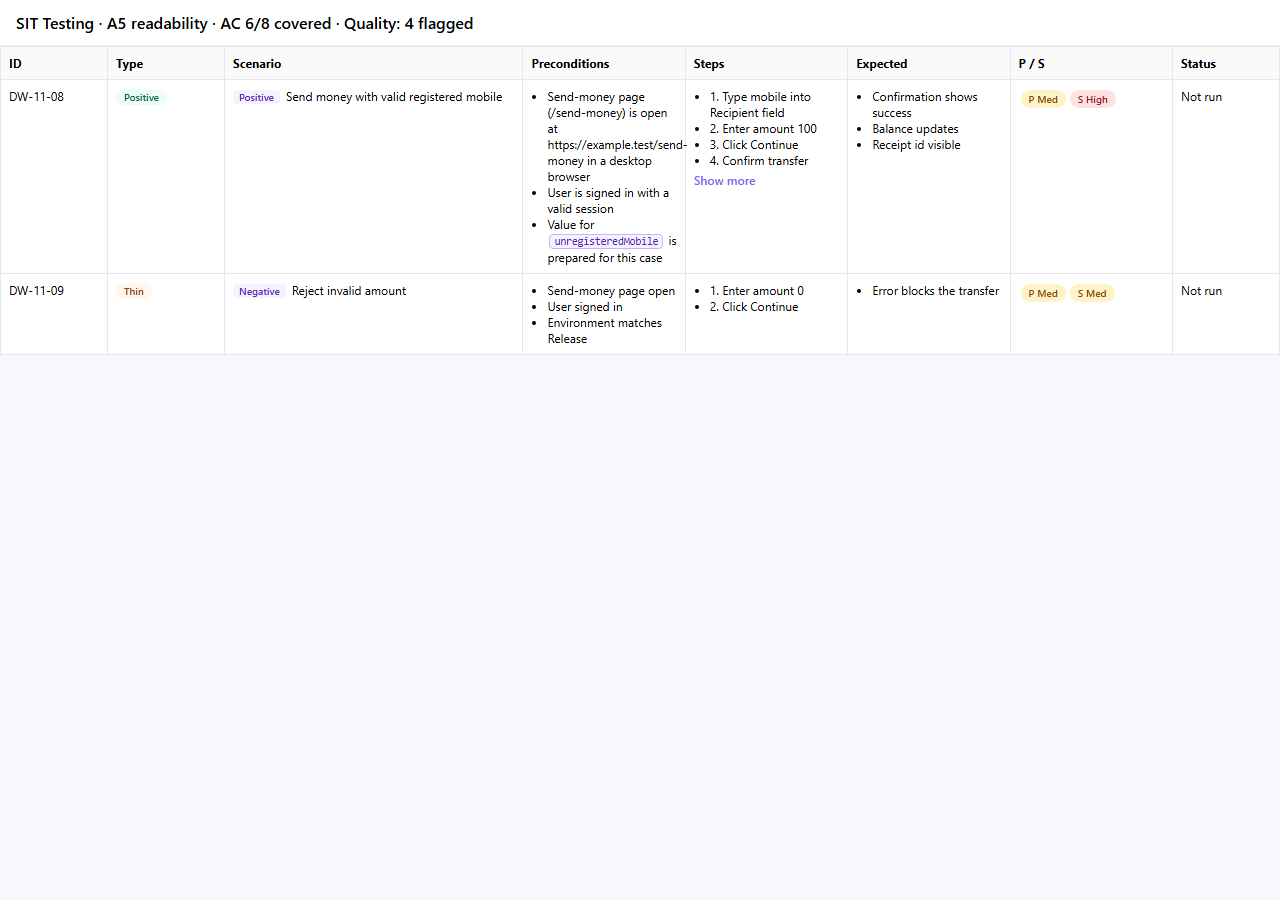 SIT Testing · A5 readability · AC 6/8 covered · Quality: 4 flagged
ID Type Scenario Preconditions Steps Expected P / S Status
DW-11-08
Positive
Positive Send money with valid registered mobile
• Send-money page
(/send-money) is open
at
https://example.test/send-
money in a desktop
browser
• User is signed in with a
valid session
• Value for
unregisteredMobile is
prepared for this case
• 1. Type mobile into
Recipient field
• 2. Enter amount 100
• 3. Click Continue
• 4. Confirm transfer
Show more
• Confirmation shows
success
• Balance updates
• Receipt id visible
P Med S High
Not run
DW-11-09
Thin
Negative Reject invalid amount
• Send-money page open
• User signed in
• Environment matches
Release
• 1. Enter amount 0
• 2. Click Continue
• Error blocks the transfer
P Med S Med
Not run